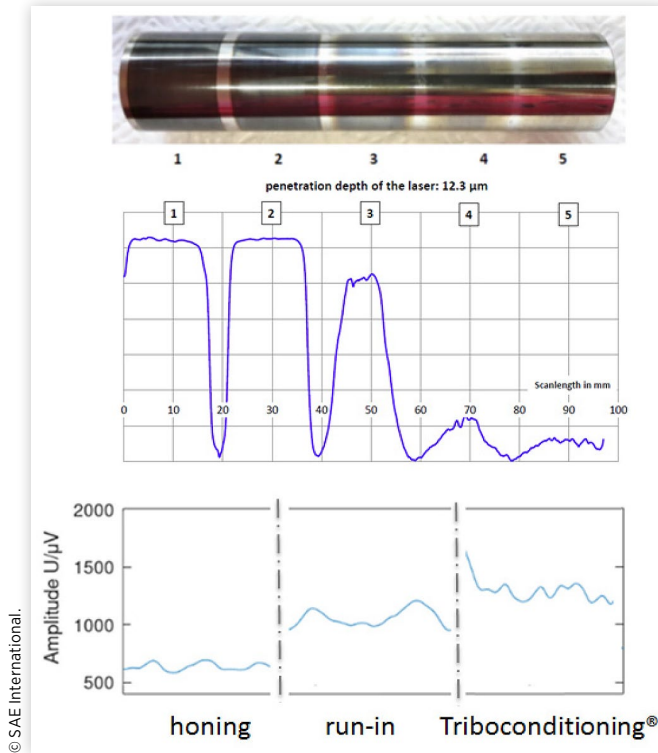 1 2 3 4 5
penetration depth of the laser: 12.3 µm
1 2 3 4 5
Scanlength in mm
0 10 20 30 40 50 60 70 80 90 100
2000
1500
1000
500
Amplitude U/µV
honing run-in Triboconditioning®
© SAE International.